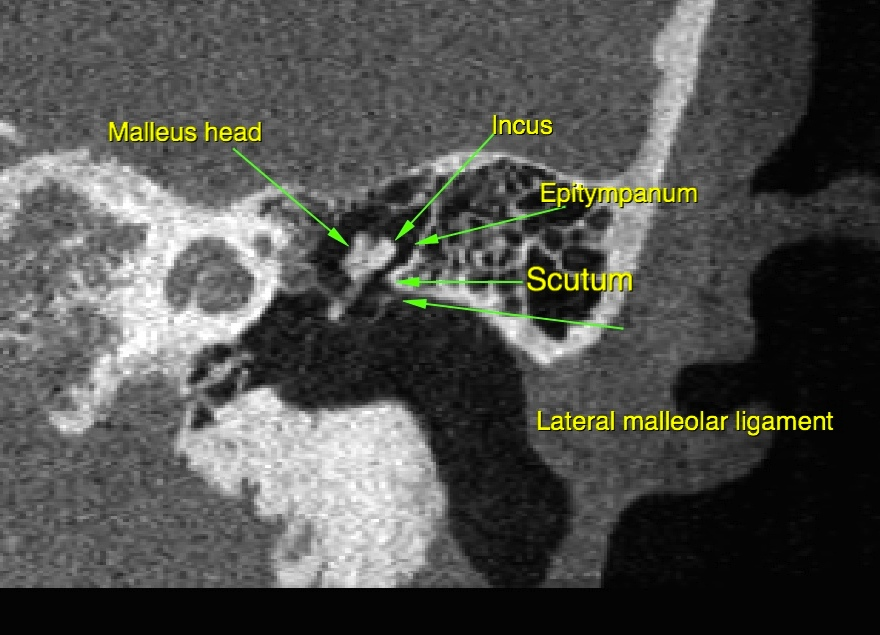 Malleus head
Incus
Epitympanum
Scutum
Lateral malleolar ligament